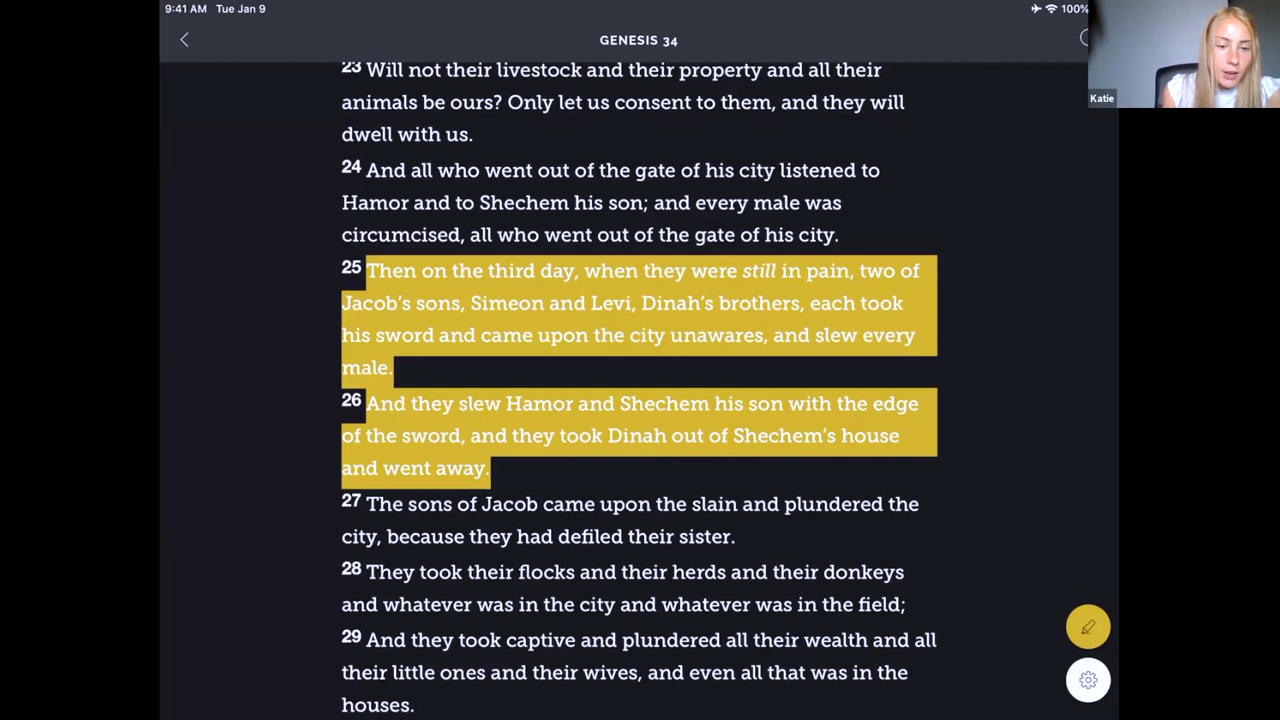 9:41 AM Tue Jan 9
100%
GENESIS 34
23 Will not their livestock and their property and all their
animals be ours? Only let us consent to them, and they will
dwell with us.
24 And all who went out of the gate of his city listened to
Hamor and to Shechem his son; and every male was
circumcised, all who went out of the gate of his city.
25 Then on the third day, when they were still in pain, two of
Jacob's sons, Simeon and Levi, Dinah's brothers, each took
his sword and came upon the city unawares, and slew every
male.
26 And they slew Hamor and Shechem his son with the edge
of the sword, and they took Dinah out of Shechem's house
and went away.
27 The sons of Jacob came upon the slain and plundered the
city, because they had defiled their sister.
28 They took their flocks and their herds and their donkeys
and whatever was in the city and whatever was in the field;
29 And they took captive and plundered all their wealth and all
their little ones and their wives, and even all that was in the
houses.
Katie